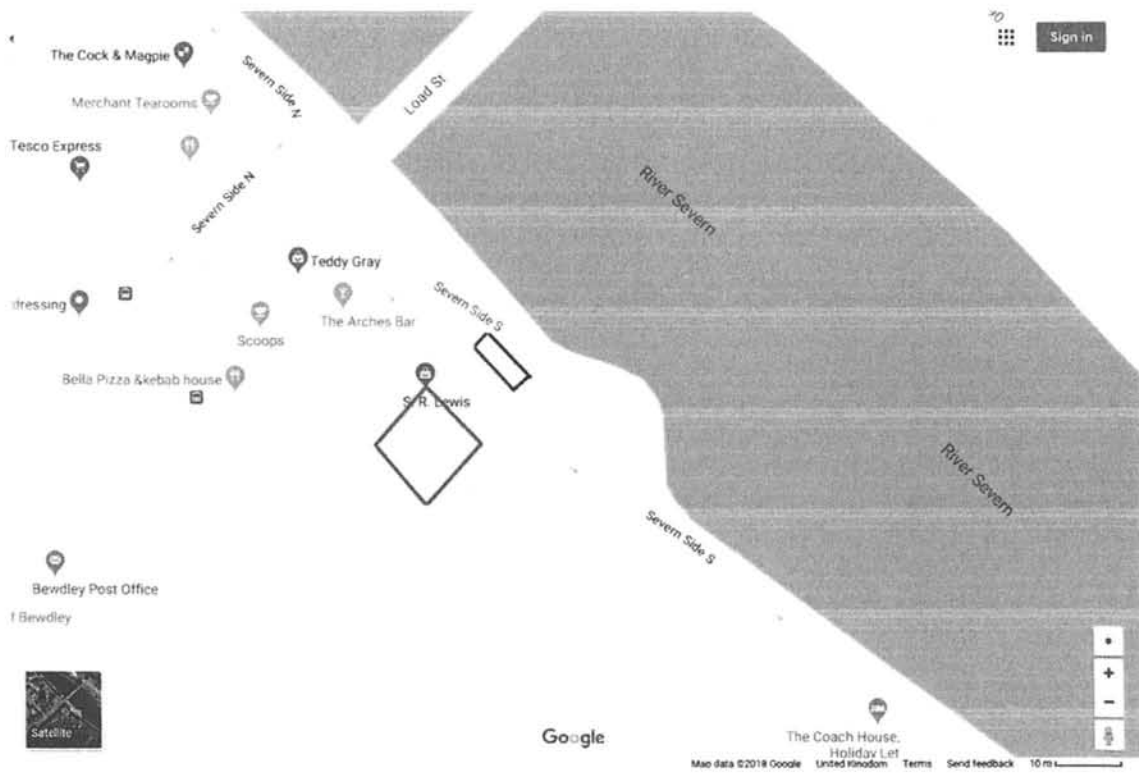 Sign in
The Cock & Magpie
Severn Side N
Load St
Merchant Tearooms
Tesco Express
River Severn
Severn Side N
Teddy Gray
dressing
Severn Side S
The Arches Bar
Scoops
Bella Pizza &kebab house
S. R. Lewis
River Severn
Severn Side S
Bewdley Post Office
f Bewdley
Satellite
Google
The Coach House,
Holiday Let
Map data ©2018 Google United Kingdom Terms Send feedback 10 m